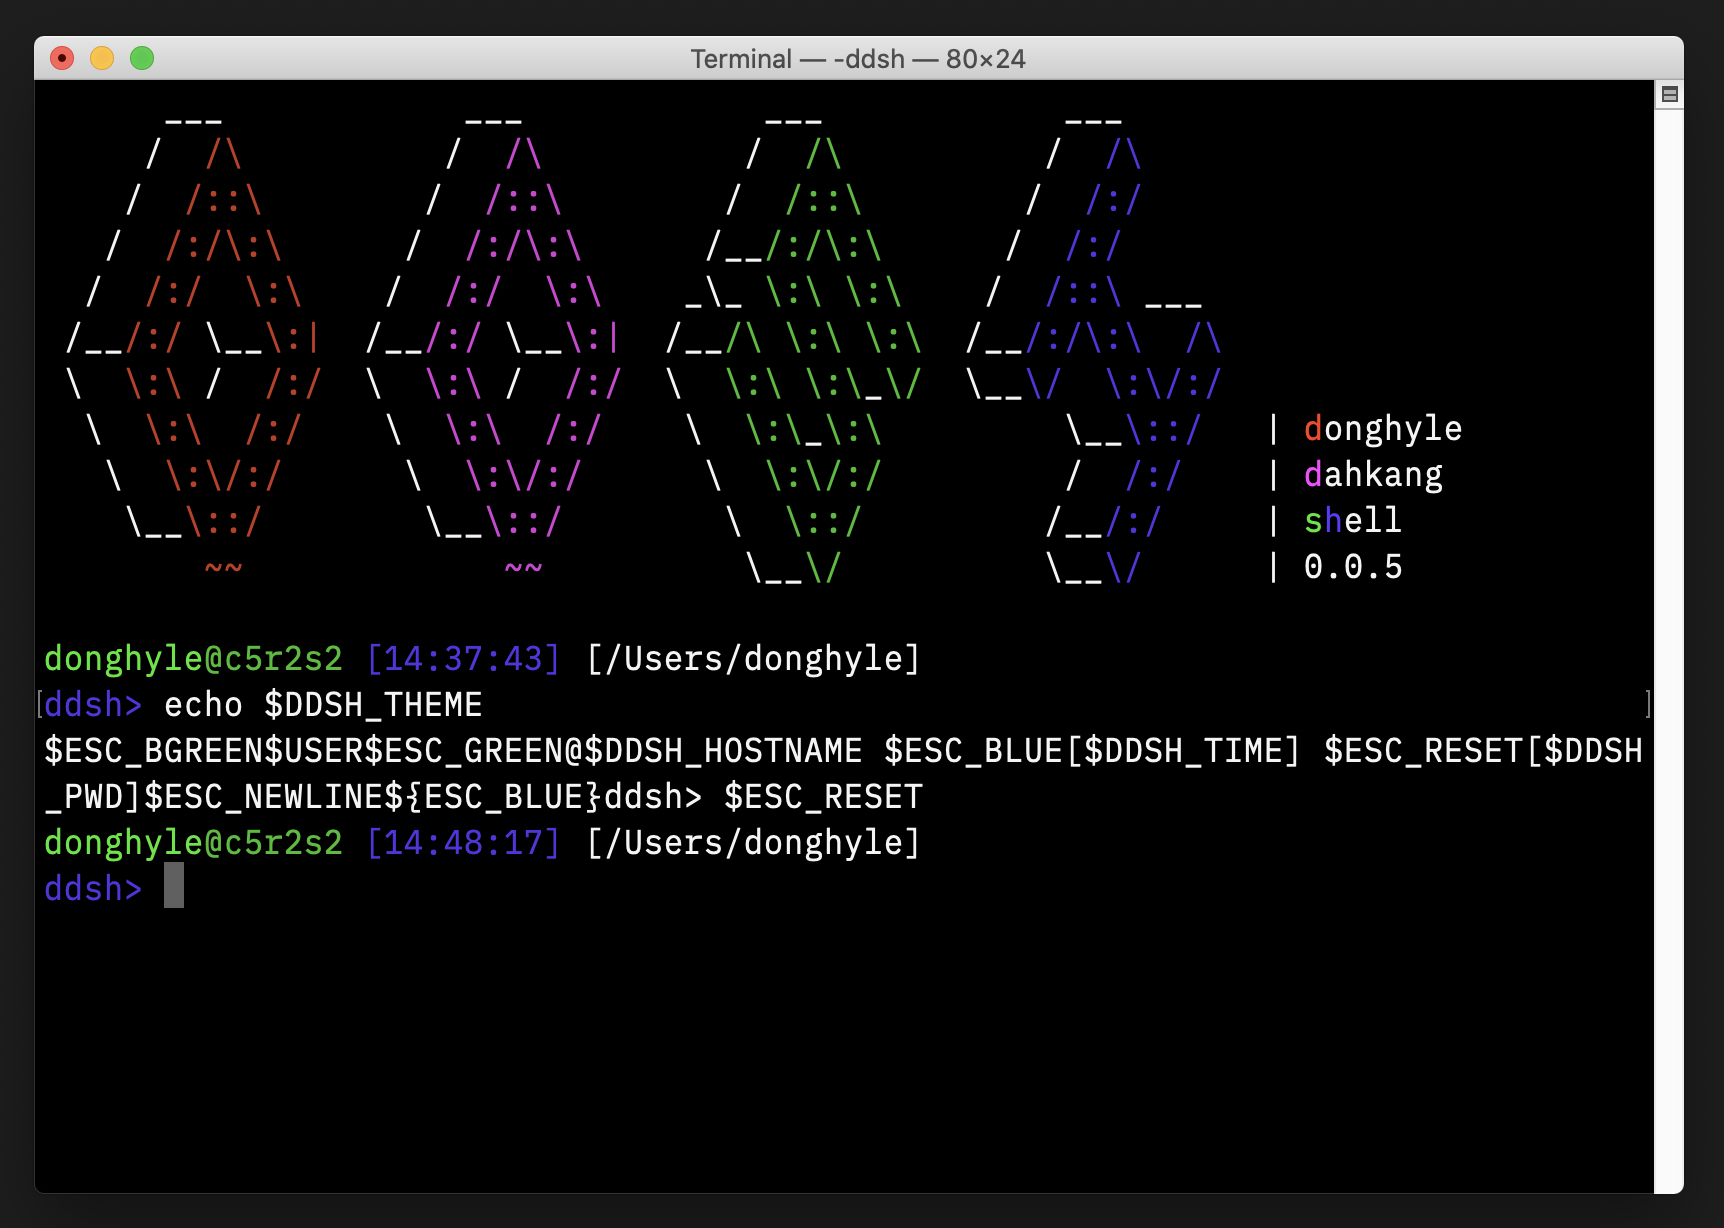 Terminal — -ddsh — 80×24
      ___            ___            ___            ___
     /  /\          /  /\          /  /\          /  /\
    /  /::\        /  /::\        /  /::\        /  /:/
   /  /:/\:\      /  /:/\:\      /__/:/\:\      /  /:/
  /  /:/  \:\    /  /:/  \:\    _\_ \:\ \:\    /  /::\ ___
 /__/:/ \__\:|  /__/:/ \__\:|  /__/\ \:\ \:\  /__/:/\:\  /\
 \  \:\ /  /:/  \  \:\ /  /:/  \  \:\ \:\_\/  \__\/  \:\/:/
  \  \:\  /:/    \  \:\  /:/    \  \:\_\:\         \__\::/   | donghyle
   \  \:\/:/      \  \:\/:/      \  \:\/:/         /  /:/    | dahkang
    \__\::/        \__\::/        \  \::/         /__/:/     | shell
        ~~             ~~          \__\/          \__\/      | 0.0.5
donghyle@c5r2s2 [14:37:43] [/Users/donghyle]
ddsh> echo $DDSH_THEME
$ESC_BGREEN$USER$ESC_GREEN@$DDSH_HOSTNAME $ESC_BLUE[$DDSH_TIME] $ESC_RESET[$DDSH
_PWD]$ESC_NEWLINE${ESC_BLUE}ddsh> $ESC_RESET
donghyle@c5r2s2 [14:48:17] [/Users/donghyle]
ddsh>